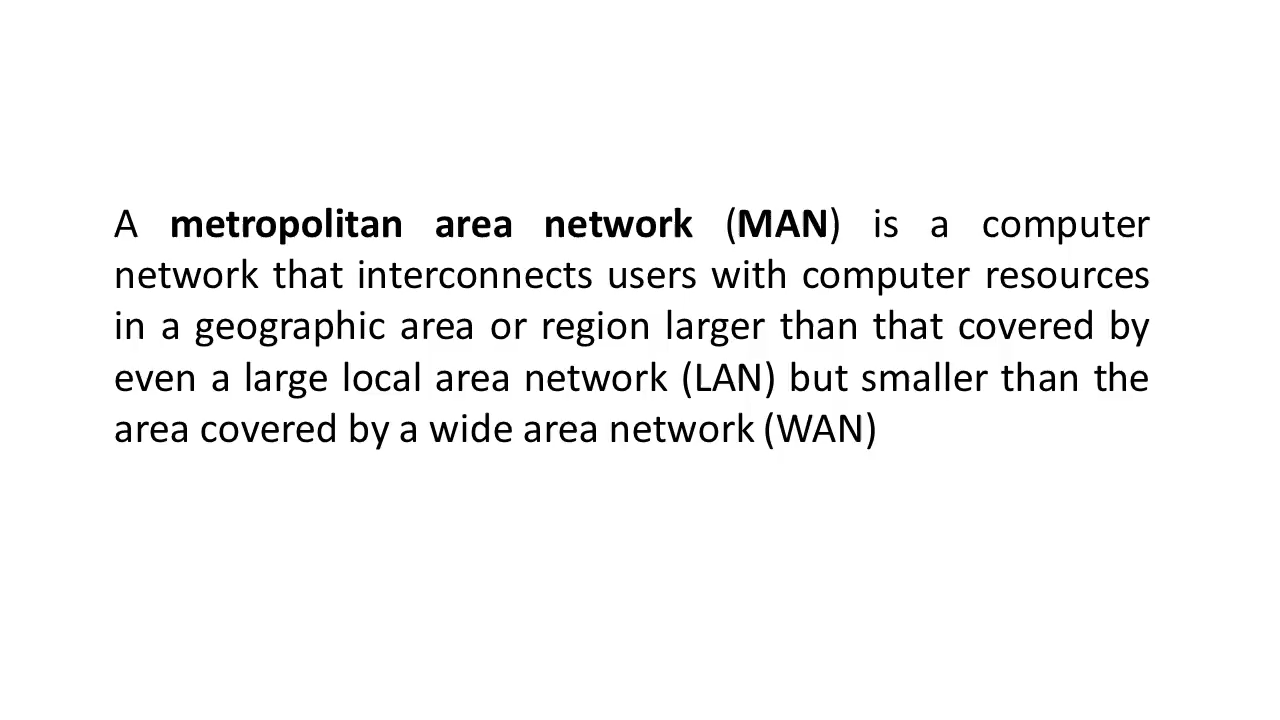 A metropolitan area network (MAN) is a computer
network that interconnects users with computer resources
in a geographic area or region larger than that covered by
even a large local area network (LAN) but smaller than the
area covered by a wide area network (WAN)